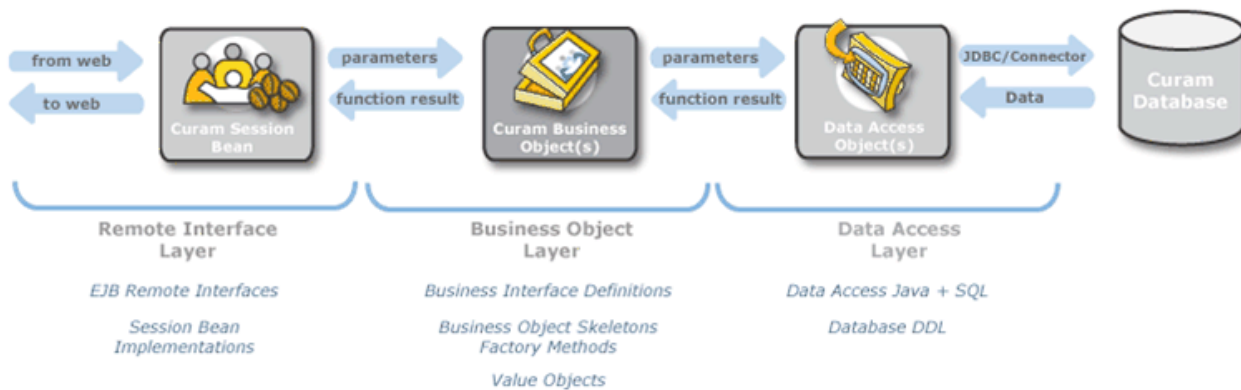 from web
to web
Curam Session
Bean
parameters
function result
Curam Business
Object(s)
parameters
function result
Data Access
Object(s)
JDBC/Connector
Data
Curam
Database
Remote Interface
Layer
EJB Remote Interfaces
Session Bean
Implementations
Business Object
Layer
Business Interface Definitions
Business Object Skeletons
Factory Methods
Value Objects
Data Access
Layer
Data Access Java + SQL
Database DDL